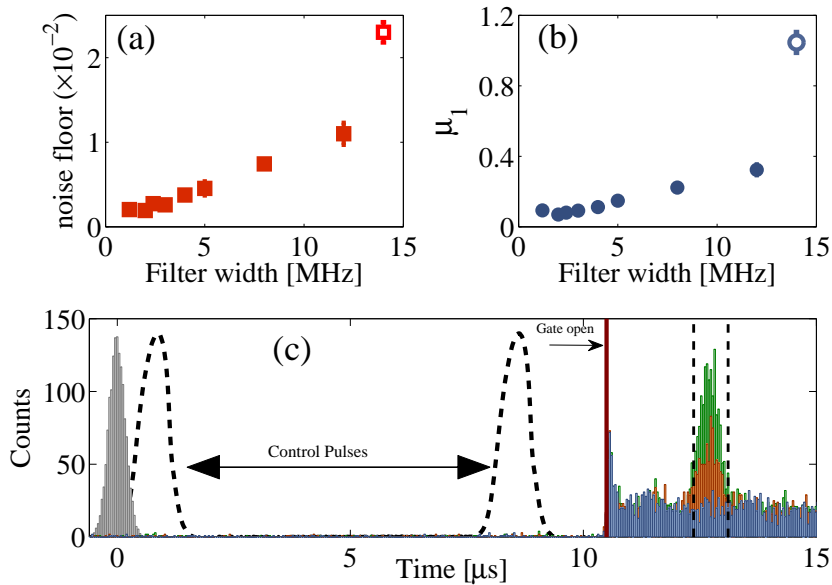 (a)
noise floor (×10⁻²)
2
1
0
0
5
10
15
Filter width [MHz]
(b)
μ₁
1.2
0.8
0.4
0
0
5
10
15
Filter width [MHz]
(c)
Counts
150
100
50
0
Gate open
Control Pulses
0
5
10
15
Time [μs]